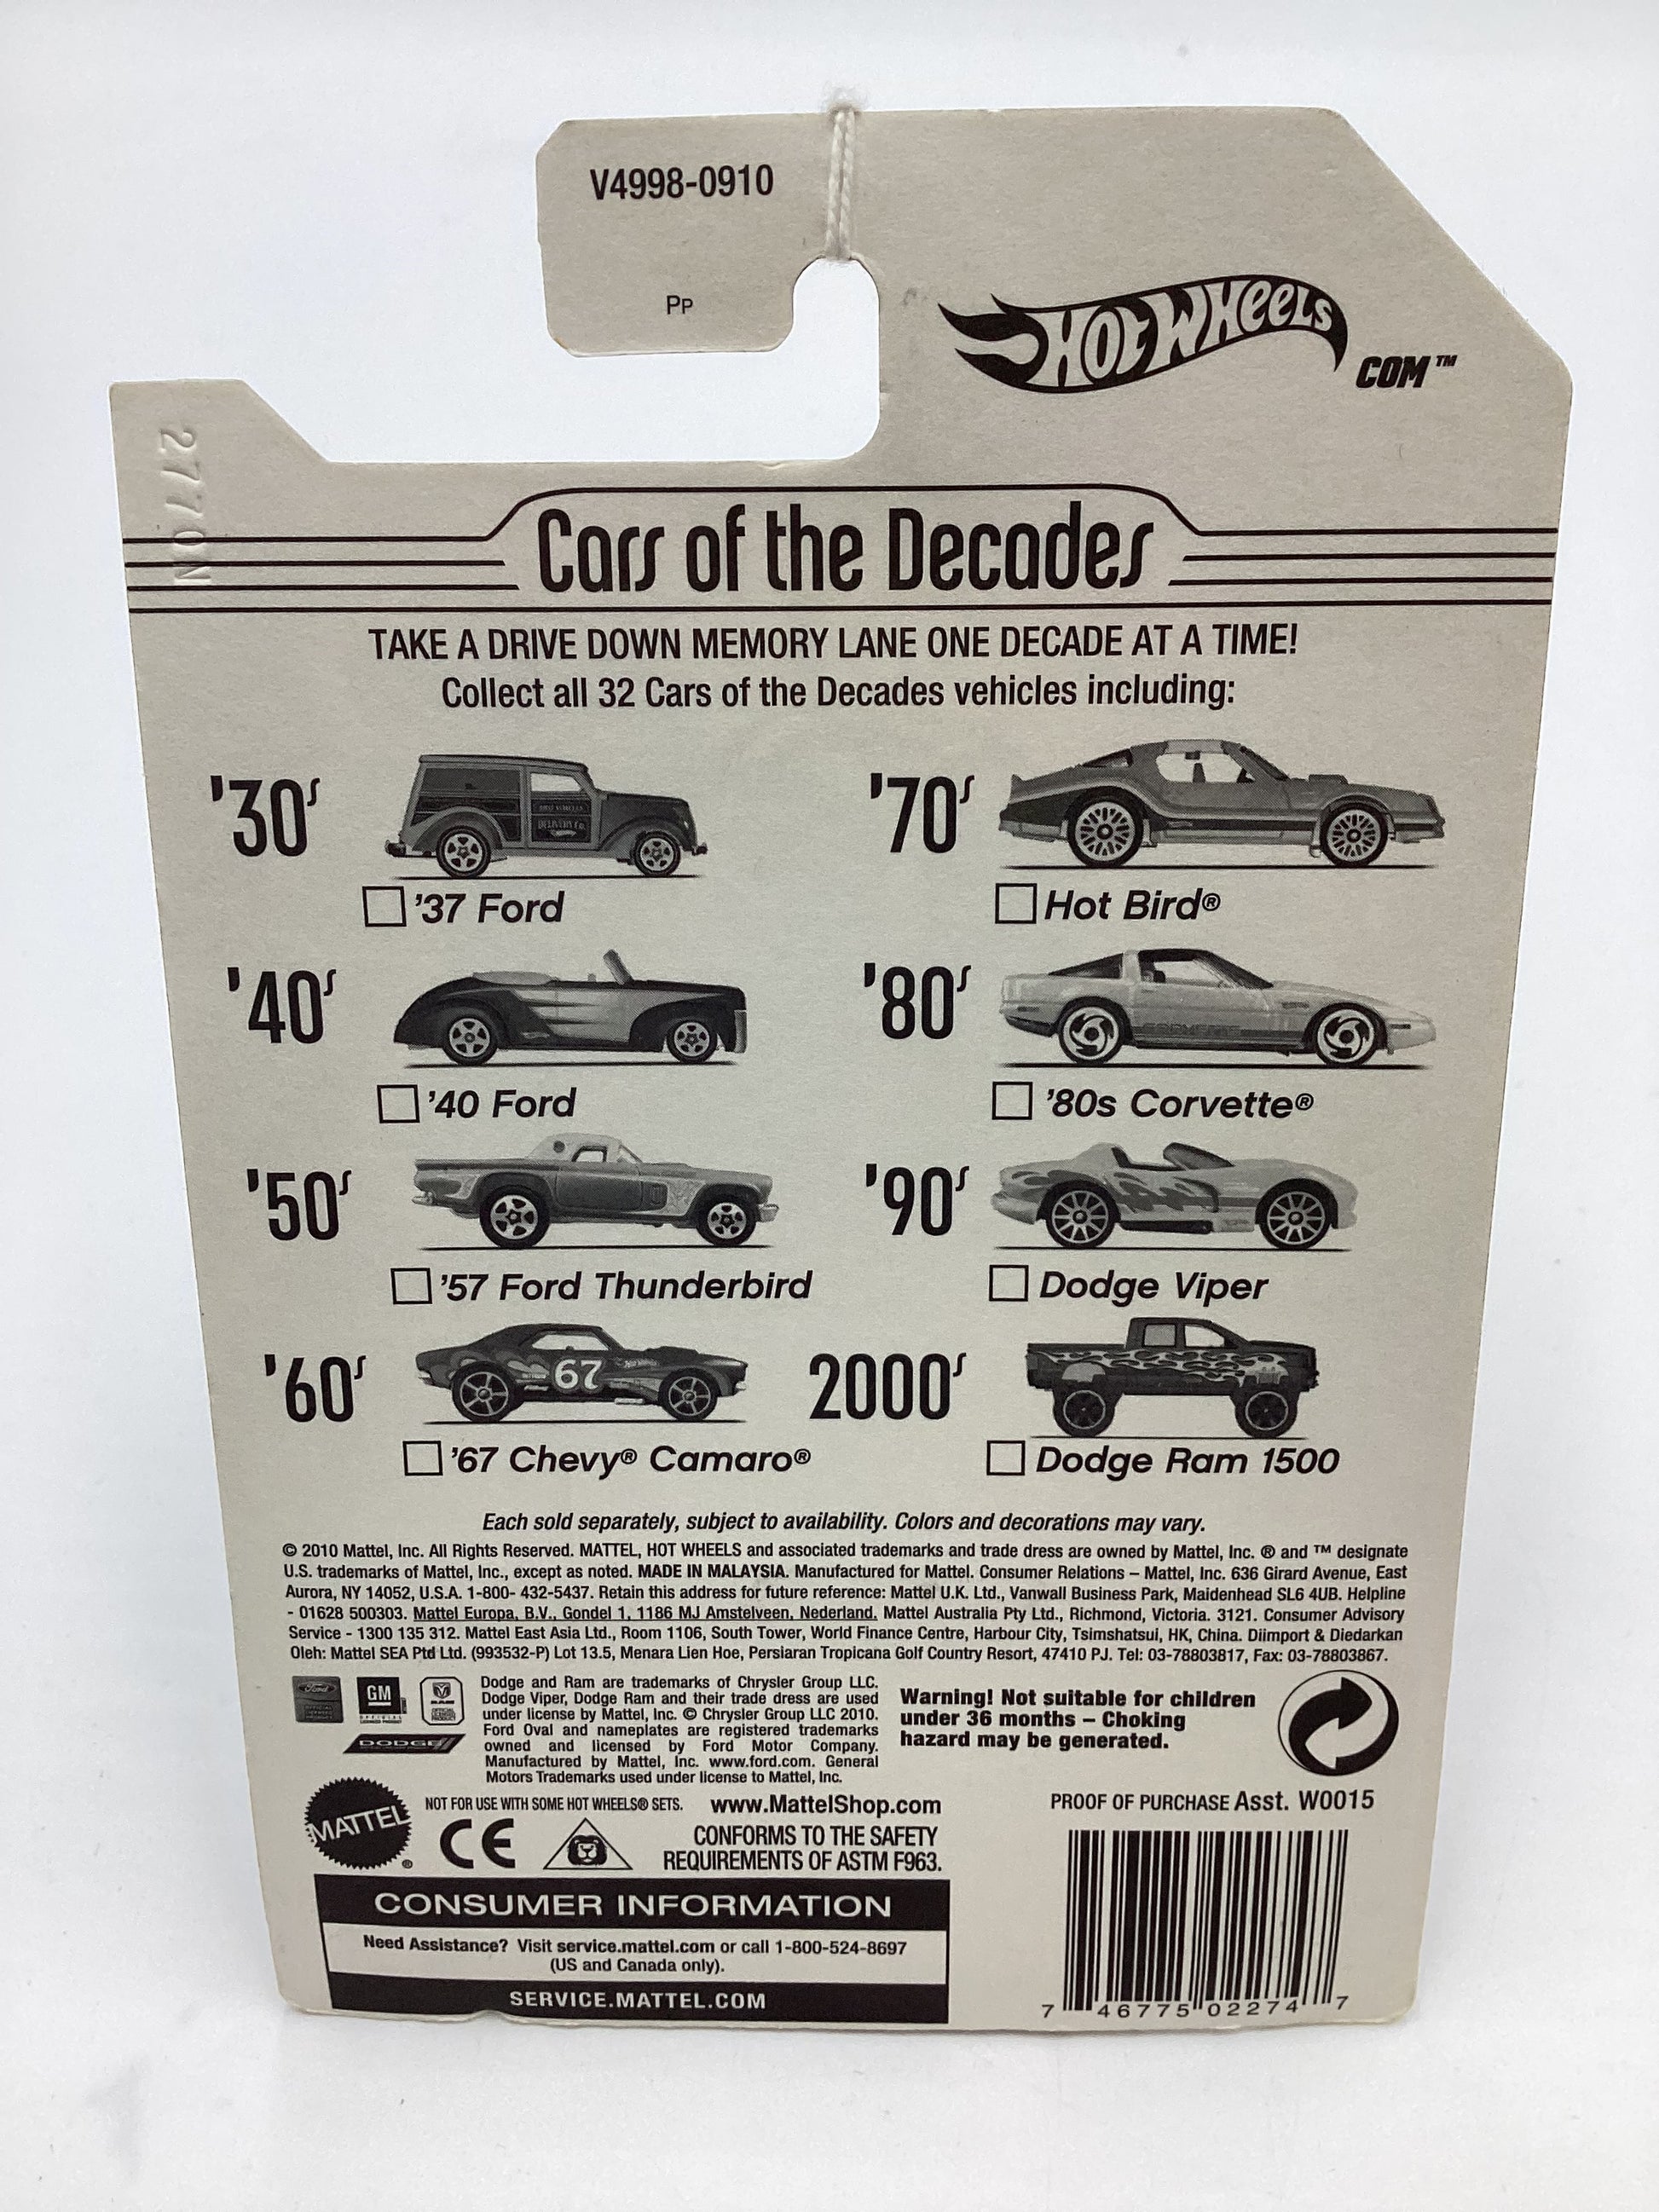 V4998-0910
PP
HOT WHEELS
COM™
2770N
Cars of the Decades
TAKE A DRIVE DOWN MEMORY LANE ONE DECADE AT A TIME!
Collect all 32 Cars of the Decades vehicles including:
'30s
'37 Ford
'40s
'40 Ford
'50s
'57 Ford Thunderbird
'60s
67
'67 Chevy® Camaro®
'70s
Hot Bird®
'80s
'80s Corvette®
'90s
Dodge Viper
2000s
Dodge Ram 1500
Each sold separately, subject to availability. Colors and decorations may vary.
© 2010 Mattel, Inc. All Rights Reserved. MATTEL, HOT WHEELS and associated trademarks and trade dress are owned by Mattel, Inc. ® and ™ designate
U.S. trademarks of Mattel, Inc., except as noted. MADE IN MALAYSIA. Manufactured for Mattel. Consumer Relations – Mattel, Inc. 636 Girard Avenue, East
Aurora, NY 14052, U.S.A. 1-800- 432-5437. Retain this address for future reference: Mattel U.K. Ltd., Vanwall Business Park, Maidenhead SL6 4UB. Helpline
- 01628 500303. Mattel Europa, B.V., Gondel 1, 1186 MJ Amstelveen, Nederland. Mattel Australia Pty Ltd., Richmond, Victoria. 3121. Consumer Advisory
Service - 1300 135 312. Mattel East Asia Ltd., Room 1106, South Tower, World Finance Centre, Harbour City, Tsimshatsui, HK, China. Diimport & Diedarkan
Oleh: Mattel SEA Ptd Ltd. (993532-P) Lot 13.5, Menara Lien Hoe, Persiaran Tropicana Golf Country Resort, 47410 PJ. Tel: 03-78803817, Fax: 03-78803867.
Ford
GM
RAM
DODGE
Dodge and Ram are trademarks of Chrysler Group LLC.
Dodge Viper, Dodge Ram and their trade dress are used
under license by Mattel, Inc. © Chrysler Group LLC 2010.
Ford Oval and nameplates are registered trademarks
owned and licensed by Ford Motor Company.
Manufactured by Mattel, Inc. www.ford.com. General
Motors Trademarks used under license to Mattel, Inc.
Warning! Not suitable for children
under 36 months – Choking
hazard may be generated.
MATTEL®
NOT FOR USE WITH SOME HOT WHEELS® SETS.
www.MattelShop.com
CE
CONFORMS TO THE SAFETY
REQUIREMENTS OF ASTM F963.
PROOF OF PURCHASE Asst. W0015
CONSUMER INFORMATION
Need Assistance? Visit service.mattel.com or call 1-800-524-8697
(US and Canada only).
SERVICE.MATTEL.COM
7 46775 02274 7